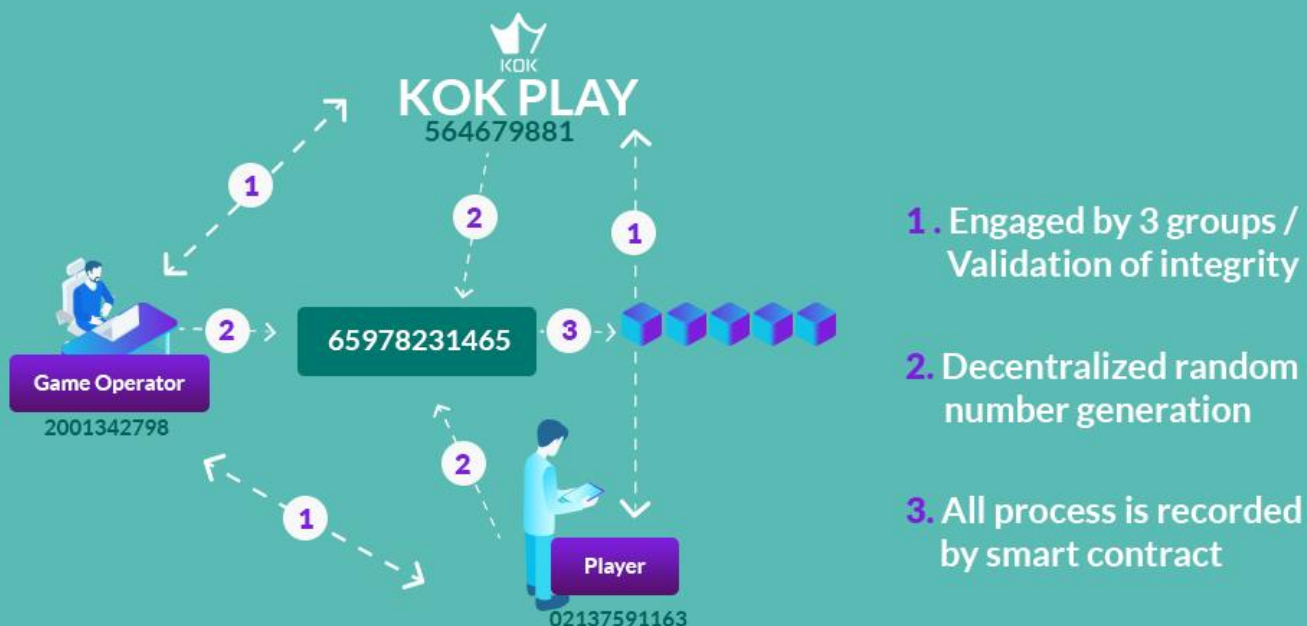 KOK
KOK PLAY
564679881
1
2
1
1. Engaged by 3 groups /
Validation of integrity
2
65978231465
3
Game Operator
2001342798
2. Decentralized random
number generation
2
1
Player
02137591163
3. All process is recorded
by smart contract